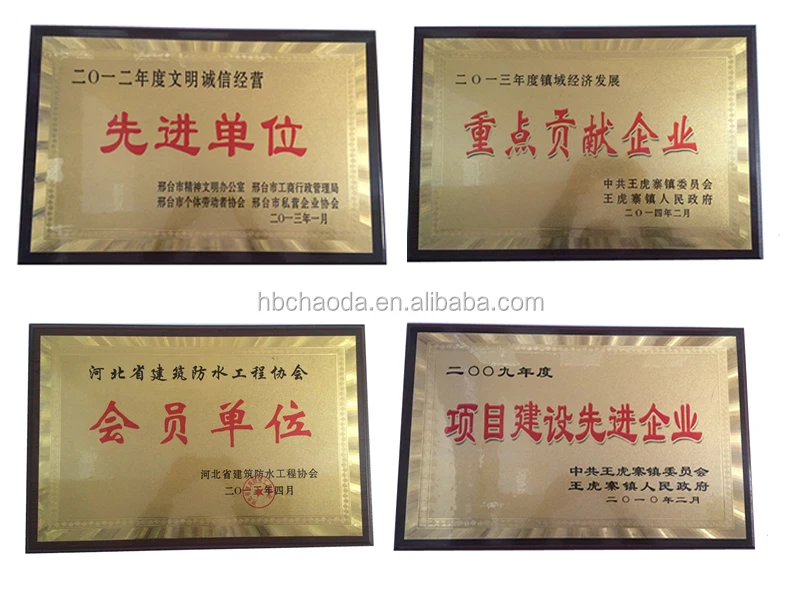 二〇一二年度文明诚信经营
先进单位
邢台市精神文明办公室 邢台市工商行政管理局
邢台市个体劳动者协会 邢台市私营企业协会
二〇一三年一月
二〇一三年度镇域经济发展
重点贡献企业
中共王虎寨镇委员会
王虎寨镇人民政府
二〇一四年二月
hbchaoda.en.alibaba.com
河北省建筑防水工程协会
会员单位
河北省建筑防水工程协会
年四月
二〇〇九年度
项目建设先进企业
中共王虎寨镇委员会
王虎寨镇人民政府
二〇一〇年二月